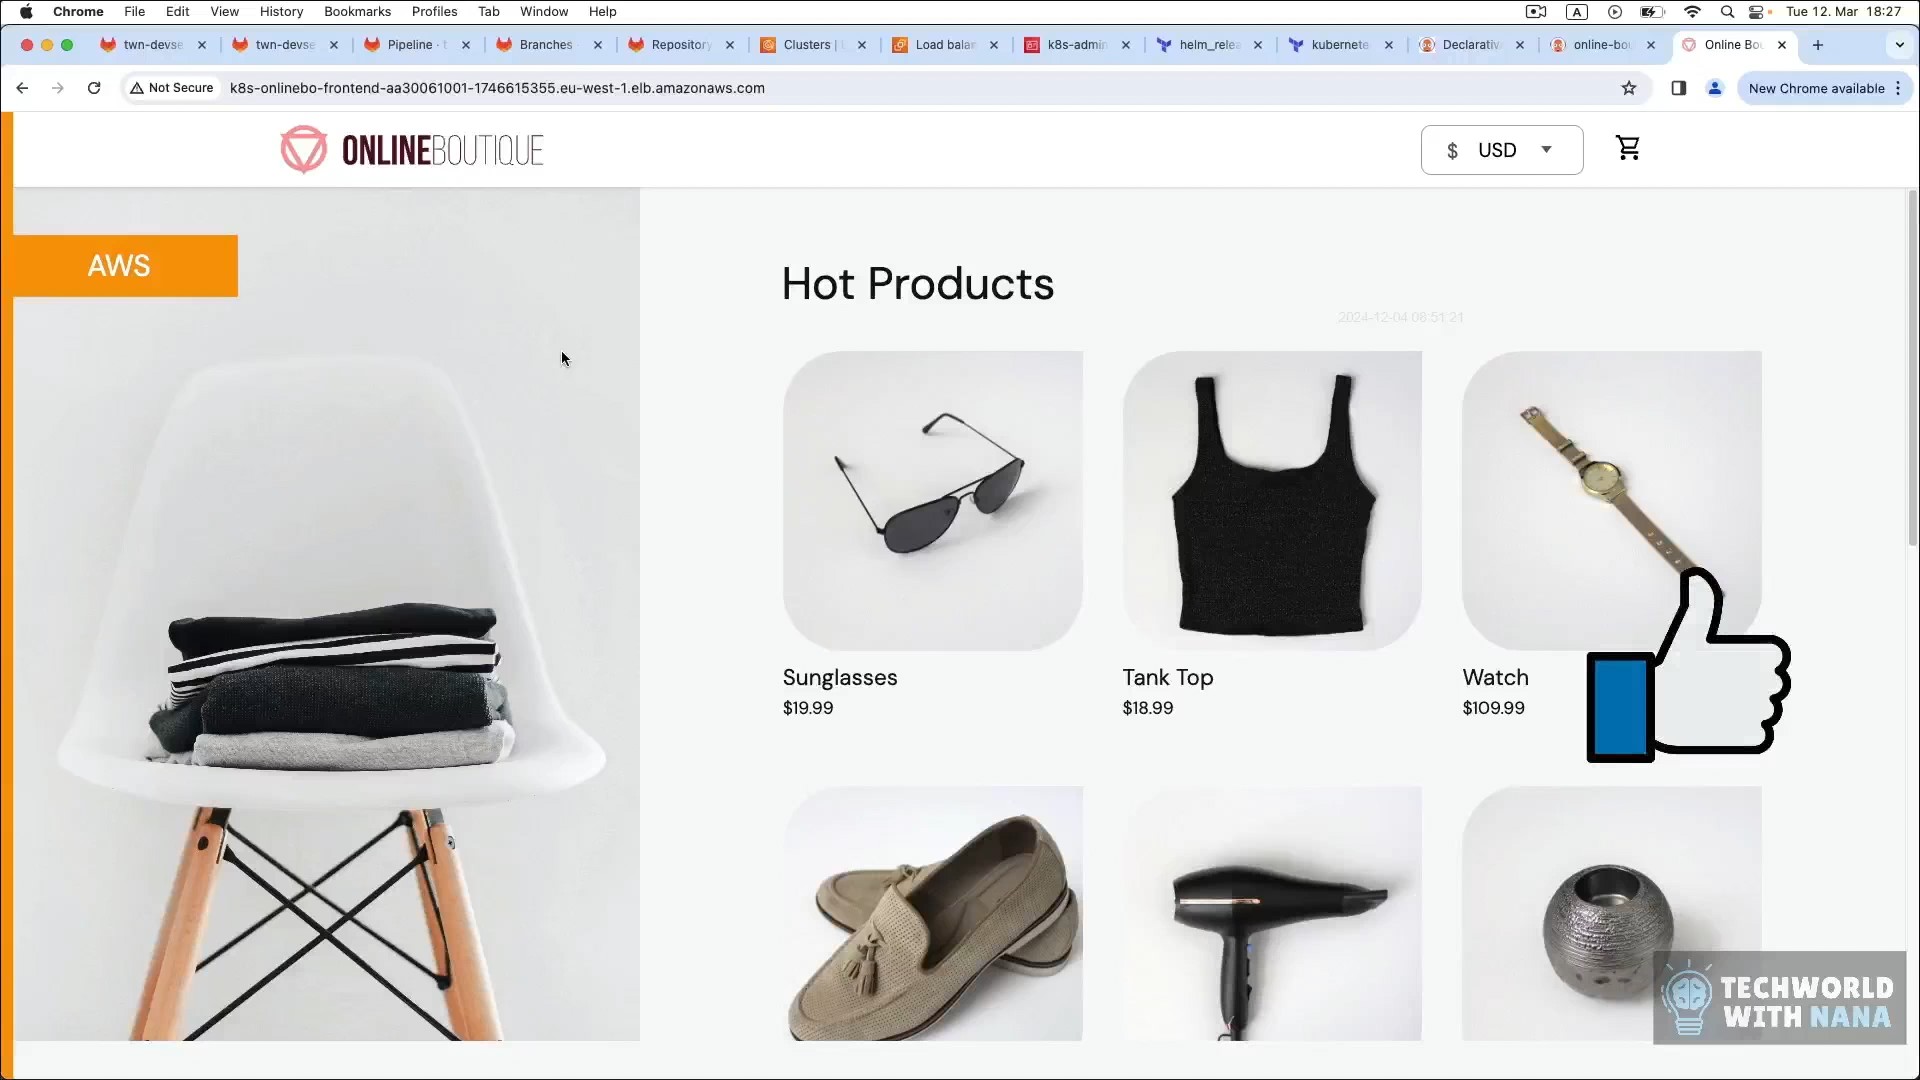 Chrome File Edit View History Bookmarks Profiles Tab Window Help
A
Tue 12. Mar 18:27
twn-devse
twn-devse
Pipeline · t
Branches
Repository
Clusters |
Load balan
k8s-admin
helm_relea
kubernete
Declarativ
online-bou
Online Bou
Not Secure
k8s-onlinebo-frontend-aa30061001-1746615355.eu-west-1.elb.amazonaws.com
New Chrome available
ONLINEBOUTIQUE
$ USD
AWS
Hot Products
2024-12-04 08:51:21
Sunglasses
$19.99
Tank Top
$18.99
Watch
$109.99
TECHWORLD
WITH NANA